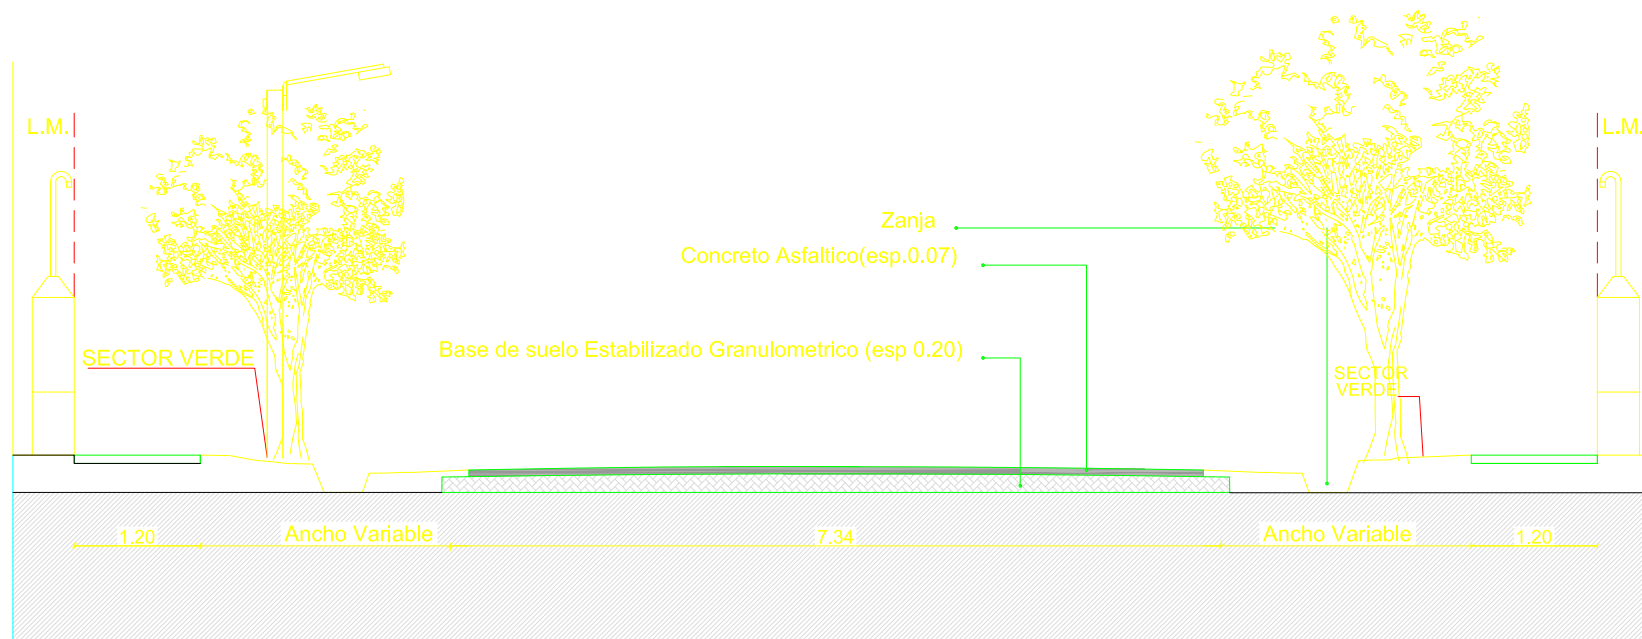 L.M.
L.M.
Zanja
Concreto Asfaltico(esp.0.07)
Base de suelo Estabilizado Granulometrico (esp 0.20)
SECTOR VERDE
SECTOR
VERDE
1.20
Ancho Variable
7.34
Ancho Variable
1.20